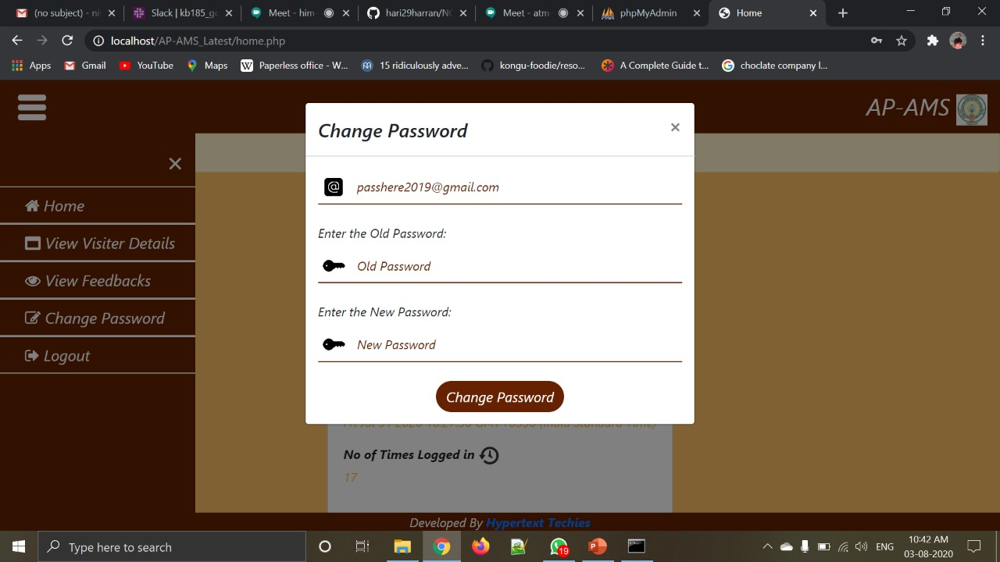 (no subject) - ni
Slack | kb185_g
Meet - him
hari29harran/NC
Meet - atm
phpMyAdmin
Home
localhost/AP-AMS_Latest/home.php
Apps
Gmail
YouTube
Maps
Paperless office - W...
15 ridiculously adve...
kongu-foodie/reso...
A Complete Guide t...
choclate company l...
AP-AMS
Change Password
×
passhere2019@gmail.com
Enter the Old Password:
Old Password
Enter the New Password:
New Password
Change Password
Home
View Visiter Details
View Feedbacks
Change Password
Logout
No of Times Logged in
17
Developed By Hypertext Techies
Type here to search
19
ENG
10:42 AM
03-08-2020